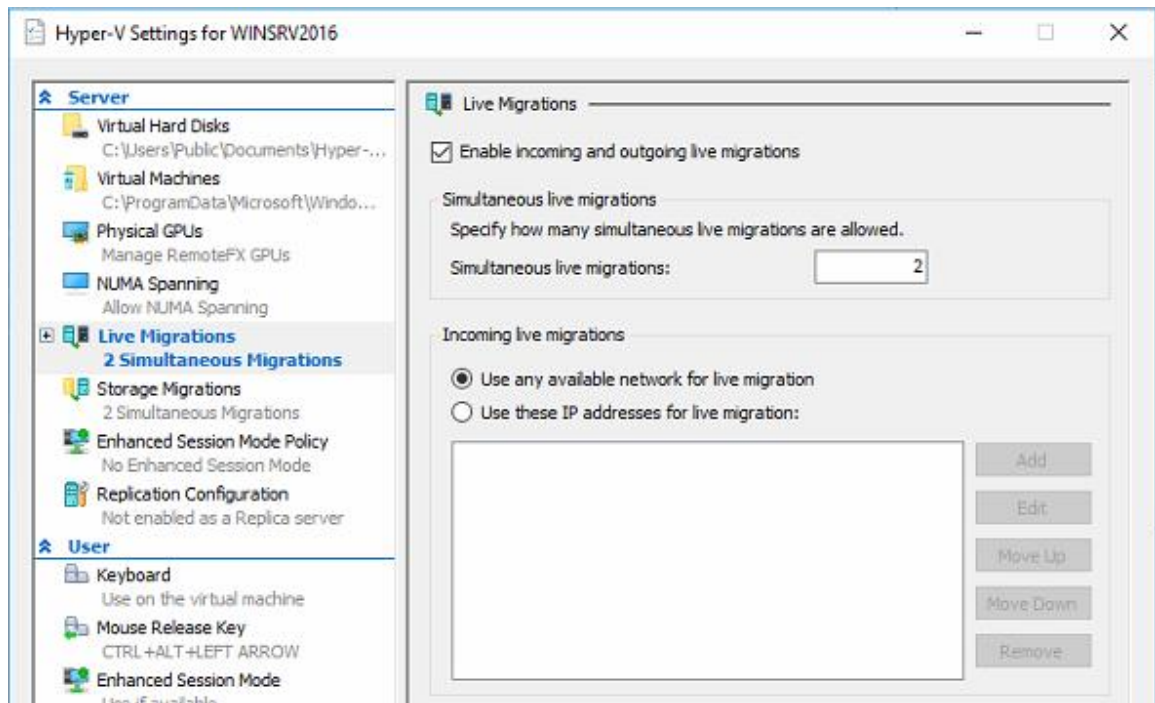 Hyper-V Settings for WINSRV2016
Server
Virtual Hard Disks
C:\Users\Public\Documents\Hyper-...
Virtual Machines
C:\ProgramData\Microsoft\Windo...
Physical GPUs
Manage RemoteFX GPUs
NUMA Spanning
Allow NUMA Spanning
Live Migrations
2 Simultaneous Migrations
Storage Migrations
2 Simultaneous Migrations
Enhanced Session Mode Policy
No Enhanced Session Mode
Replication Configuration
Not enabled as a Replica server
User
Keyboard
Use on the virtual machine
Mouse Release Key
CTRL+ALT+LEFT ARROW
Enhanced Session Mode
Use if available
Live Migrations
Enable incoming and outgoing live migrations
Simultaneous live migrations
Specify how many simultaneous live migrations are allowed.
Simultaneous live migrations: 2
Incoming live migrations
Use any available network for live migration
Use these IP addresses for live migration:
Add
Edit
Move Up
Move Down
Remove